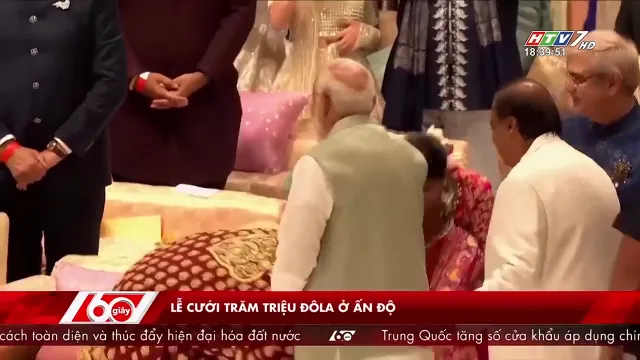 HTV7 HD
18:39:51
60 giây
LỄ CƯỚI TRĂM TRIỆU ĐÔLA Ở ẤN ĐỘ
cách toàn diện và thúc đẩy hiện đại hóa đất nước 60 Trung Quốc tăng số cửa khẩu áp dụng chín